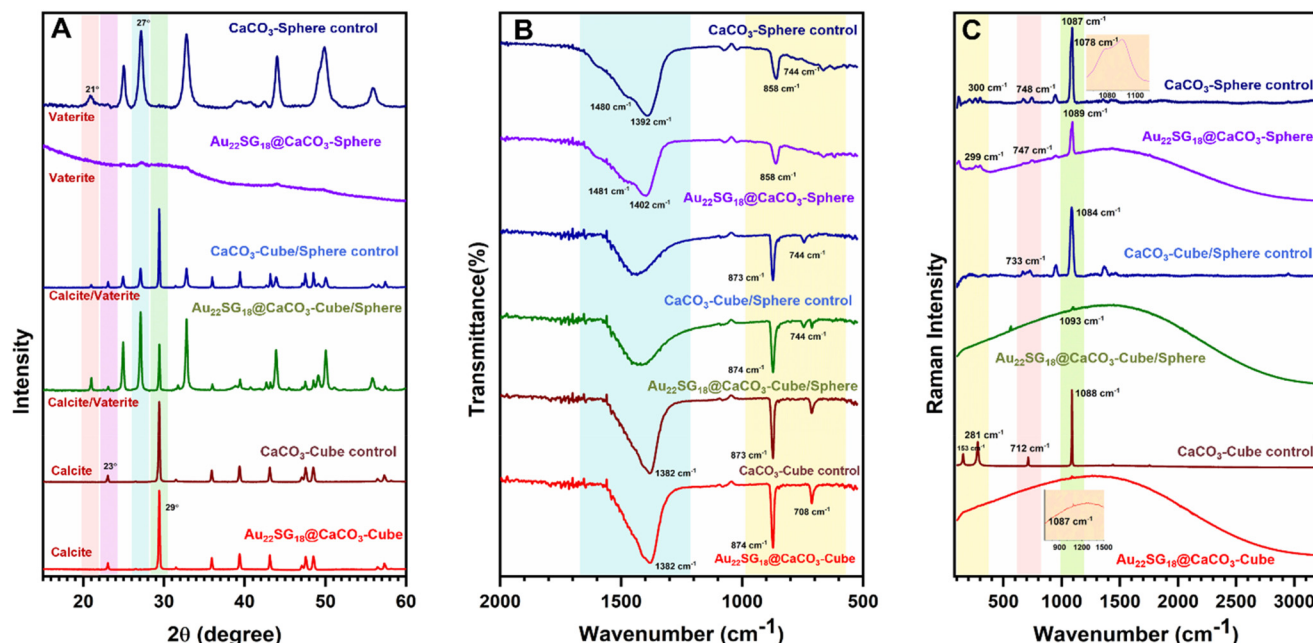 A
27°
CaCO₃-Sphere control
21°
Vaterite
Au₂₂SG₁₈@CaCO₃-Sphere
Vaterite
CaCO₃-Cube/Sphere control
Calcite/Vaterite
Au₂₂SG₁₈@CaCO₃-Cube/Sphere
Calcite/Vaterite
CaCO₃-Cube control
Calcite
23°
29°
Au₂₂SG₁₈@CaCO₃-Cube
Calcite
Intensity
20
30
40
50
60
2θ (degree)
B
CaCO₃-Sphere control
744 cm⁻¹
858 cm⁻¹
1480 cm⁻¹
1392 cm⁻¹
858 cm⁻¹
1481 cm⁻¹
1402 cm⁻¹
Au₂₂SG₁₈@CaCO₃-Sphere
744 cm⁻¹
873 cm⁻¹
CaCO₃-Cube/Sphere control
744 cm⁻¹
874 cm⁻¹
Au₂₂SG₁₈@CaCO₃-Cube/Sphere
873 cm⁻¹
1382 cm⁻¹
CaCO₃-Cube control
708 cm⁻¹
874 cm⁻¹
1382 cm⁻¹
Au₂₂SG₁₈@CaCO₃-Cube
Transmittance(%)
2000
1500
1000
500
Wavenumber (cm⁻¹)
C
1087 cm⁻¹
1078 cm⁻¹
1080
1100
300 cm⁻¹
748 cm⁻¹
CaCO₃-Sphere control
1089 cm⁻¹
Au₂₂SG₁₈@CaCO₃-Sphere
299 cm⁻¹
747 cm⁻¹
1084 cm⁻¹
CaCO₃-Cube/Sphere control
733 cm⁻¹
1093 cm⁻¹
Au₂₂SG₁₈@CaCO₃-Cube/Sphere
1088 cm⁻¹
281 cm⁻¹
153 cm⁻¹
712 cm⁻¹
CaCO₃-Cube control
1087 cm⁻¹
900
1200
1500
Au₂₂SG₁₈@CaCO₃-Cube
Raman Intensity
500
1000
1500
2000
2500
3000
Wavenumber (cm⁻¹)